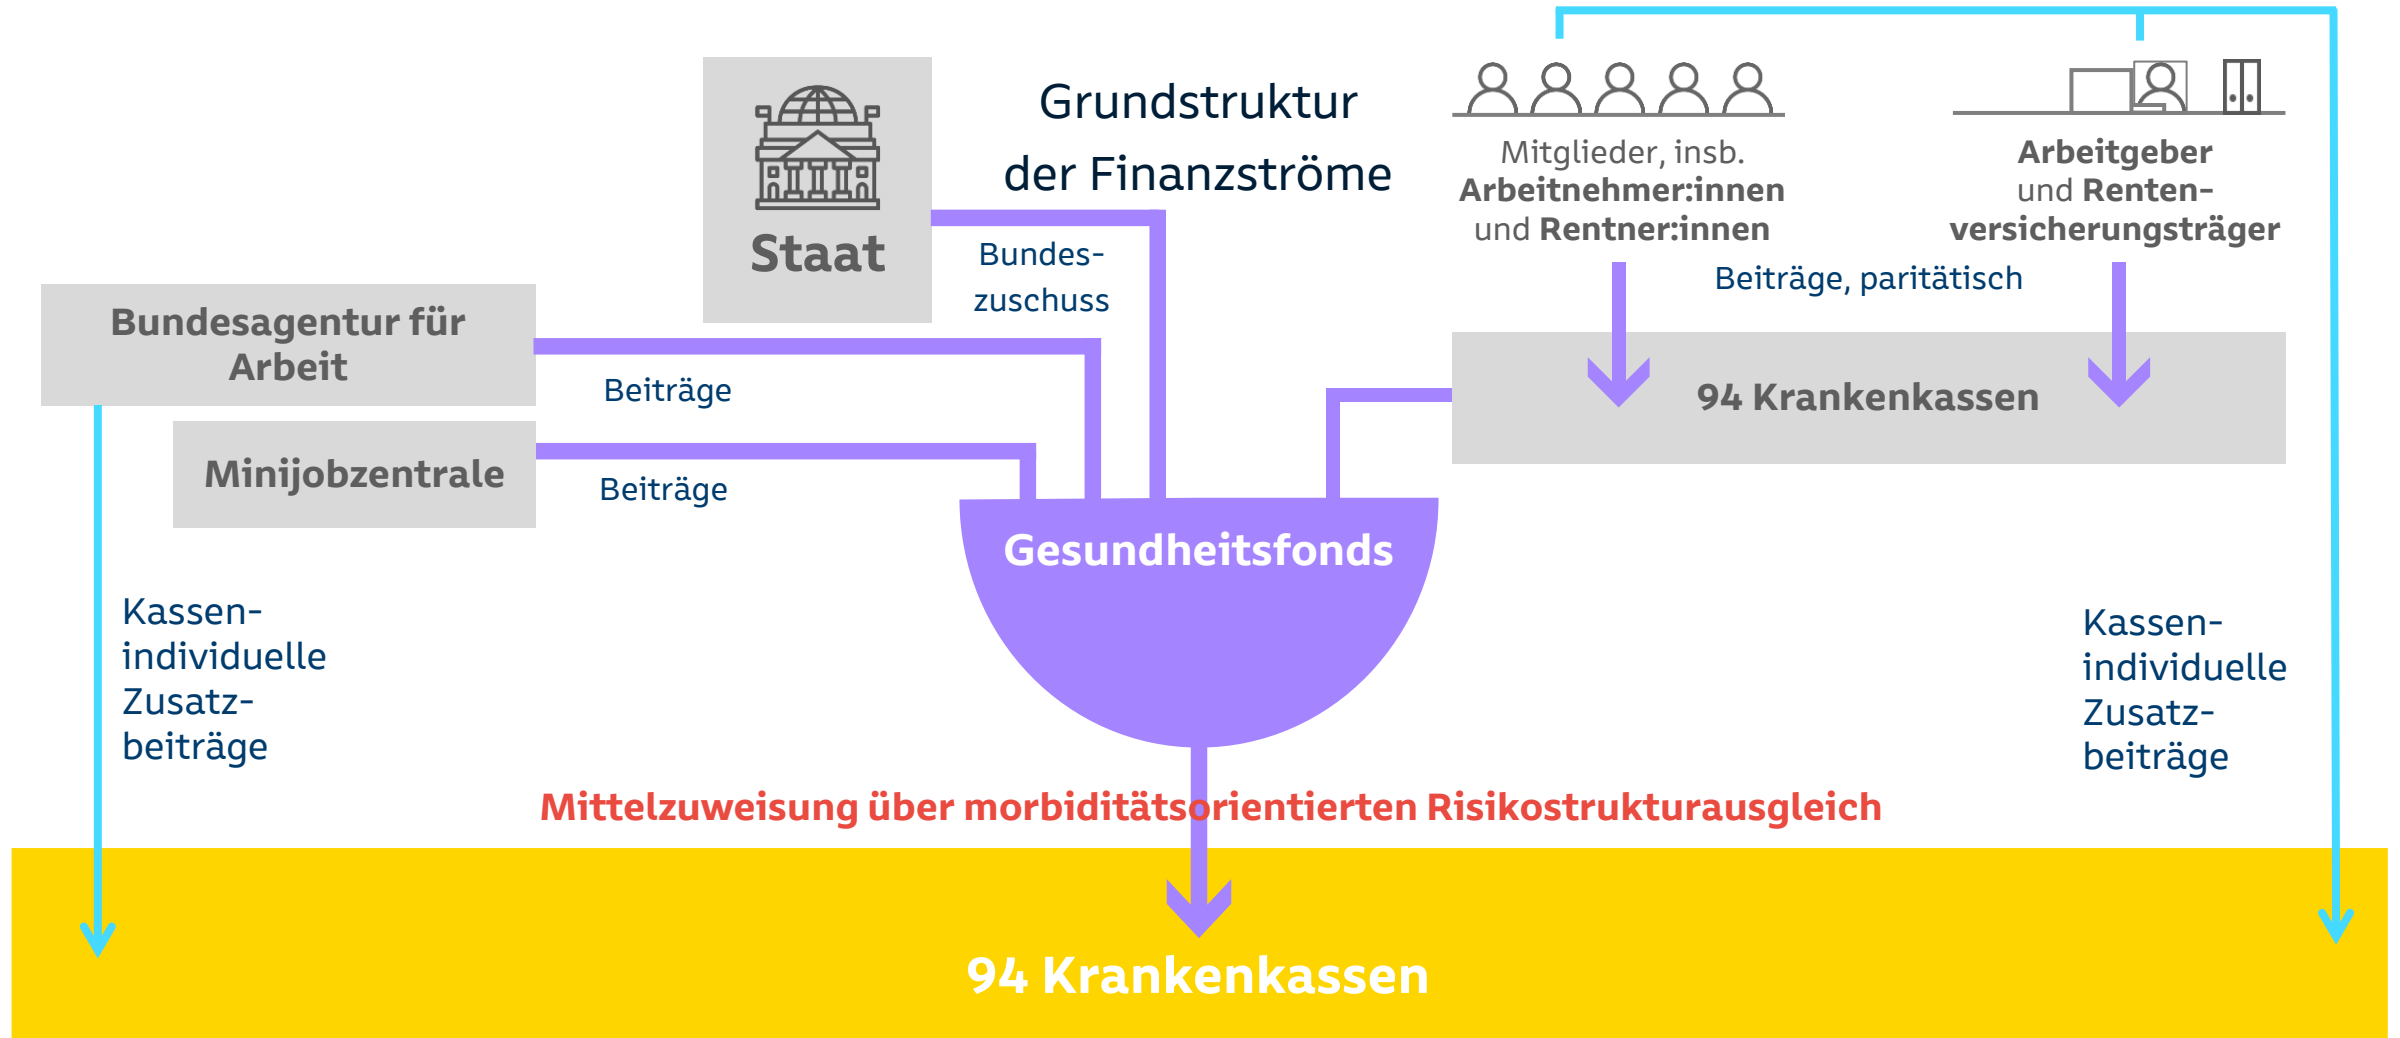 Grundstruktur
der Finanzströme
Staat
Bundes-
zuschuss
Mitglieder, insb.
Arbeitnehmer:innen
und Rentner:innen
Arbeitgeber
und Renten-
versicherungsträger
Beiträge, paritätisch
Bundesagentur für
Arbeit
Beiträge
94 Krankenkassen
Minijobzentrale
Beiträge
Gesundheitsfonds
Kassen-
individuelle
Zusatz-
beiträge
Kassen-
individuelle
Zusatz-
beiträge
Mittelzuweisung über morbiditätsorientierten Risikostrukturausgleich
94 Krankenkassen